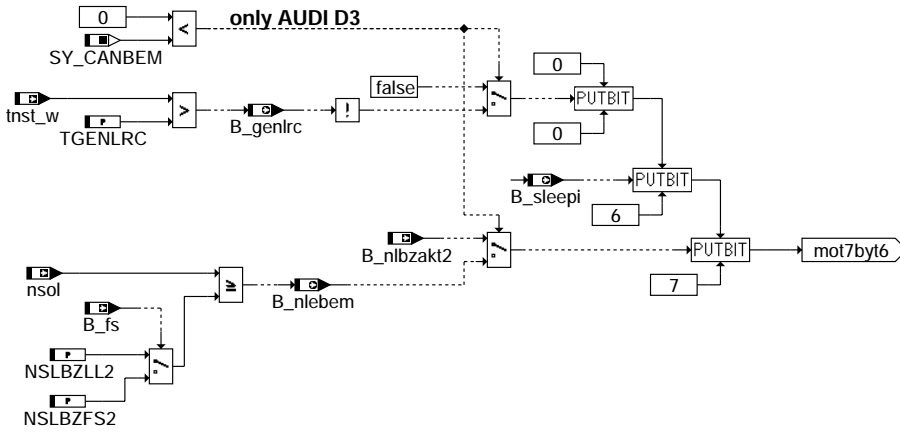 0
only AUDI D3
<
SY_CANBEM
0
false
PUTBIT
tnst_w
>
B_genlrc
!
P
TGENLRC
0
B_sleepi
PUTBIT
6
B_nlbzakt2
PUTBIT
mot7byt6
nsol
≥
B_nlebem
7
B_fs
P
NSLBZLL2
P
NSLBZFS2